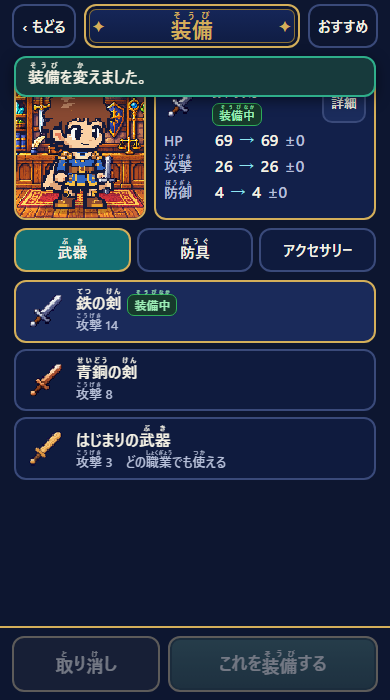 ‹ もどる
装備
おすすめ
装備を変えました。
装備中
詳細
HP 69 → 69 ±0
攻撃 26 → 26 ±0
防御 4 → 4 ±0
武器
防具
アクセサリー
鉄の剣 装備中
攻撃 14
青銅の剣
攻撃 8
はじまりの武器
攻撃 3 どの職業でも使える
取り消し
これを装備する